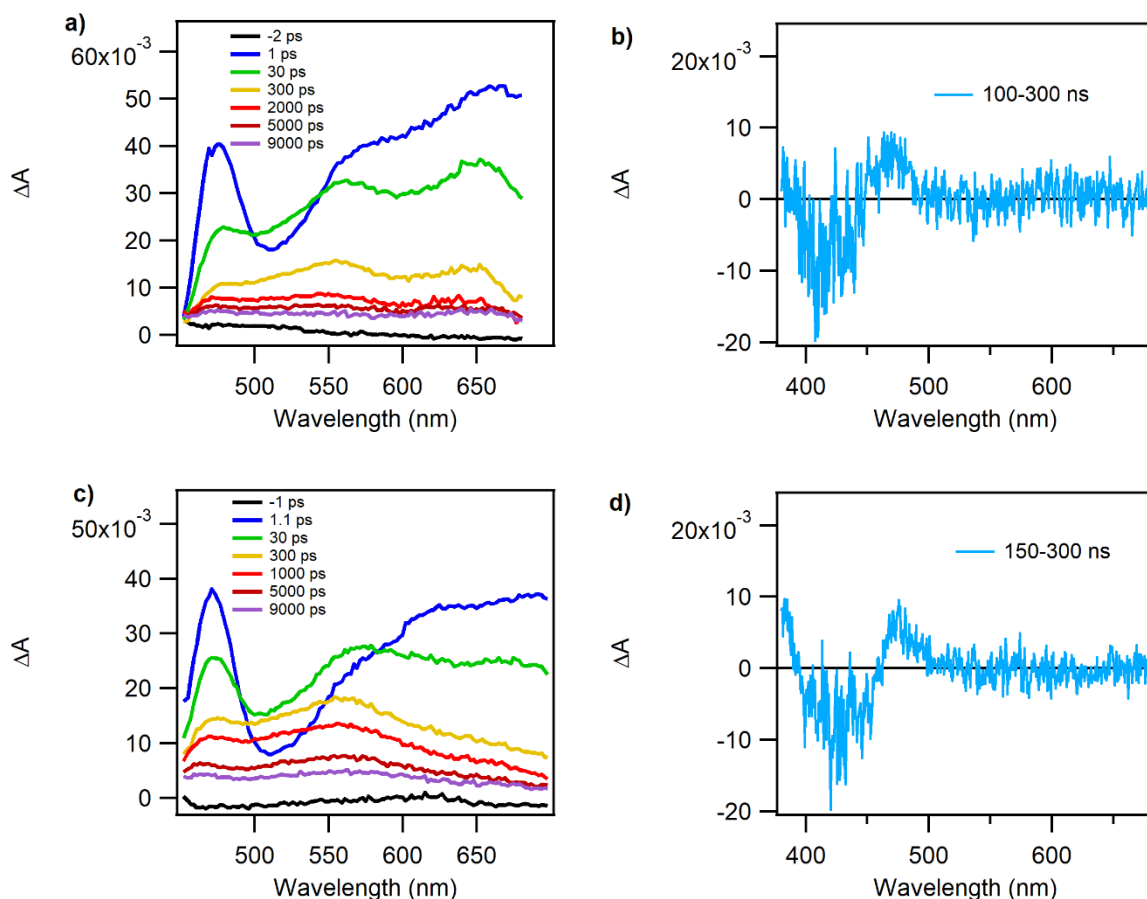 a)
60x10⁻³
50
40
30
20
10
0
ΔA
-2 ps
1 ps
30 ps
300 ps
2000 ps
5000 ps
9000 ps
500 550 600 650
Wavelength (nm)
b)
20x10⁻³
10
0
-10
-20
ΔA
100-300 ns
400 500 600
Wavelength (nm)
c)
50x10⁻³
40
30
20
10
0
ΔA
-1 ps
1.1 ps
30 ps
300 ps
1000 ps
5000 ps
9000 ps
500 550 600 650
Wavelength (nm)
d)
20x10⁻³
10
0
-10
-20
ΔA
150-300 ns
400 500 600
Wavelength (nm)